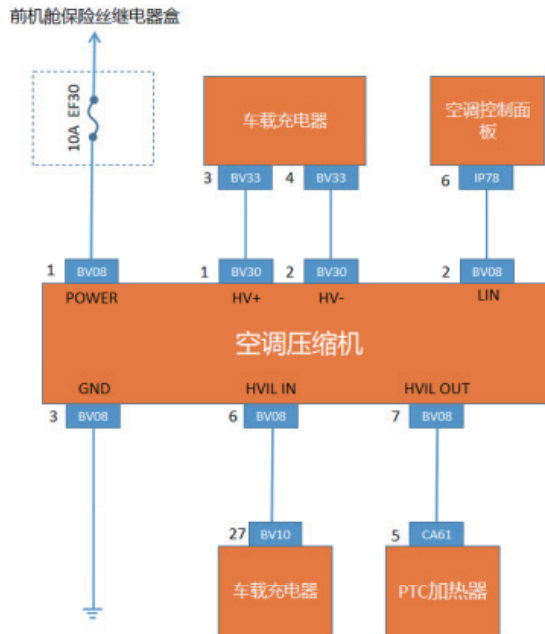 前机舱保险丝继电器盒
10A EF30
车载充电器
空调控制面
板
3 BV33 4 BV33 6 IP78
1 BV08 1 BV30 2 BV30 2 BV08
POWER HV+ HV- LIN
空调压缩机
GND HVIL IN HVIL OUT
3 BV08 6 BV08 7 BV08
27 BV10 5 CA61
车载充电器 PTC加热器